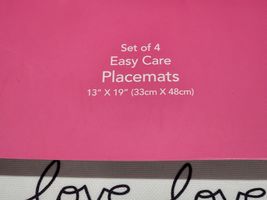 Set of 4
Easy Care
Placemats
13" X 19" (33cm X 48cm)
love love